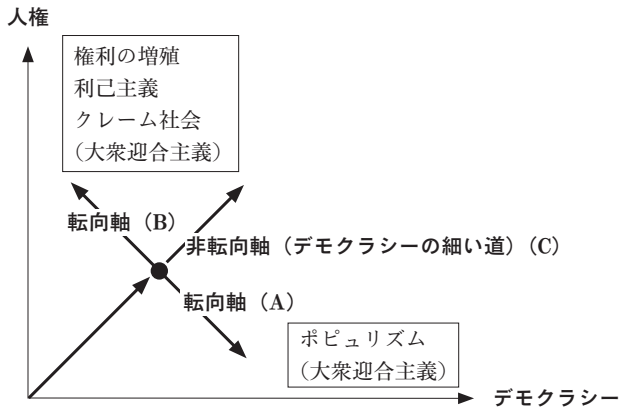 人権
権利の増殖
利己主義
クレーム社会
（大衆迎合主義）
転向軸（B）
非転向軸（デモクラシーの細い道）（C）
転向軸（A）
ポピュリズム
（大衆迎合主義）
デモクラシー